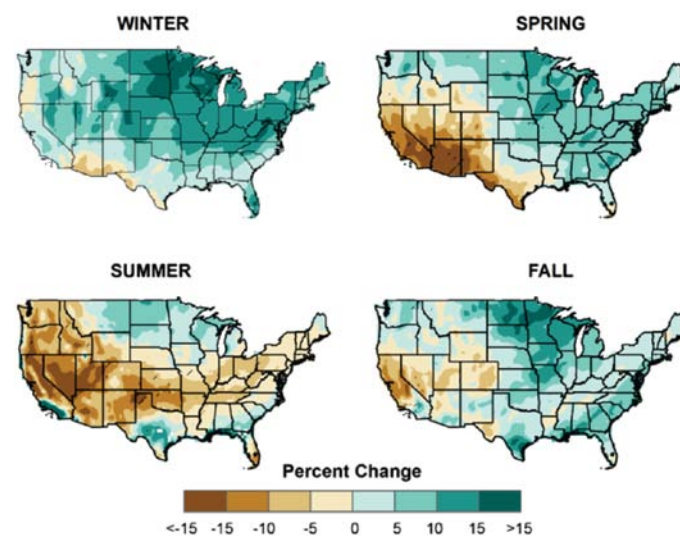 WINTER
SPRING
SUMMER
FALL
Percent Change
<-15 -15 -10 -5 0 5 10 15 >15